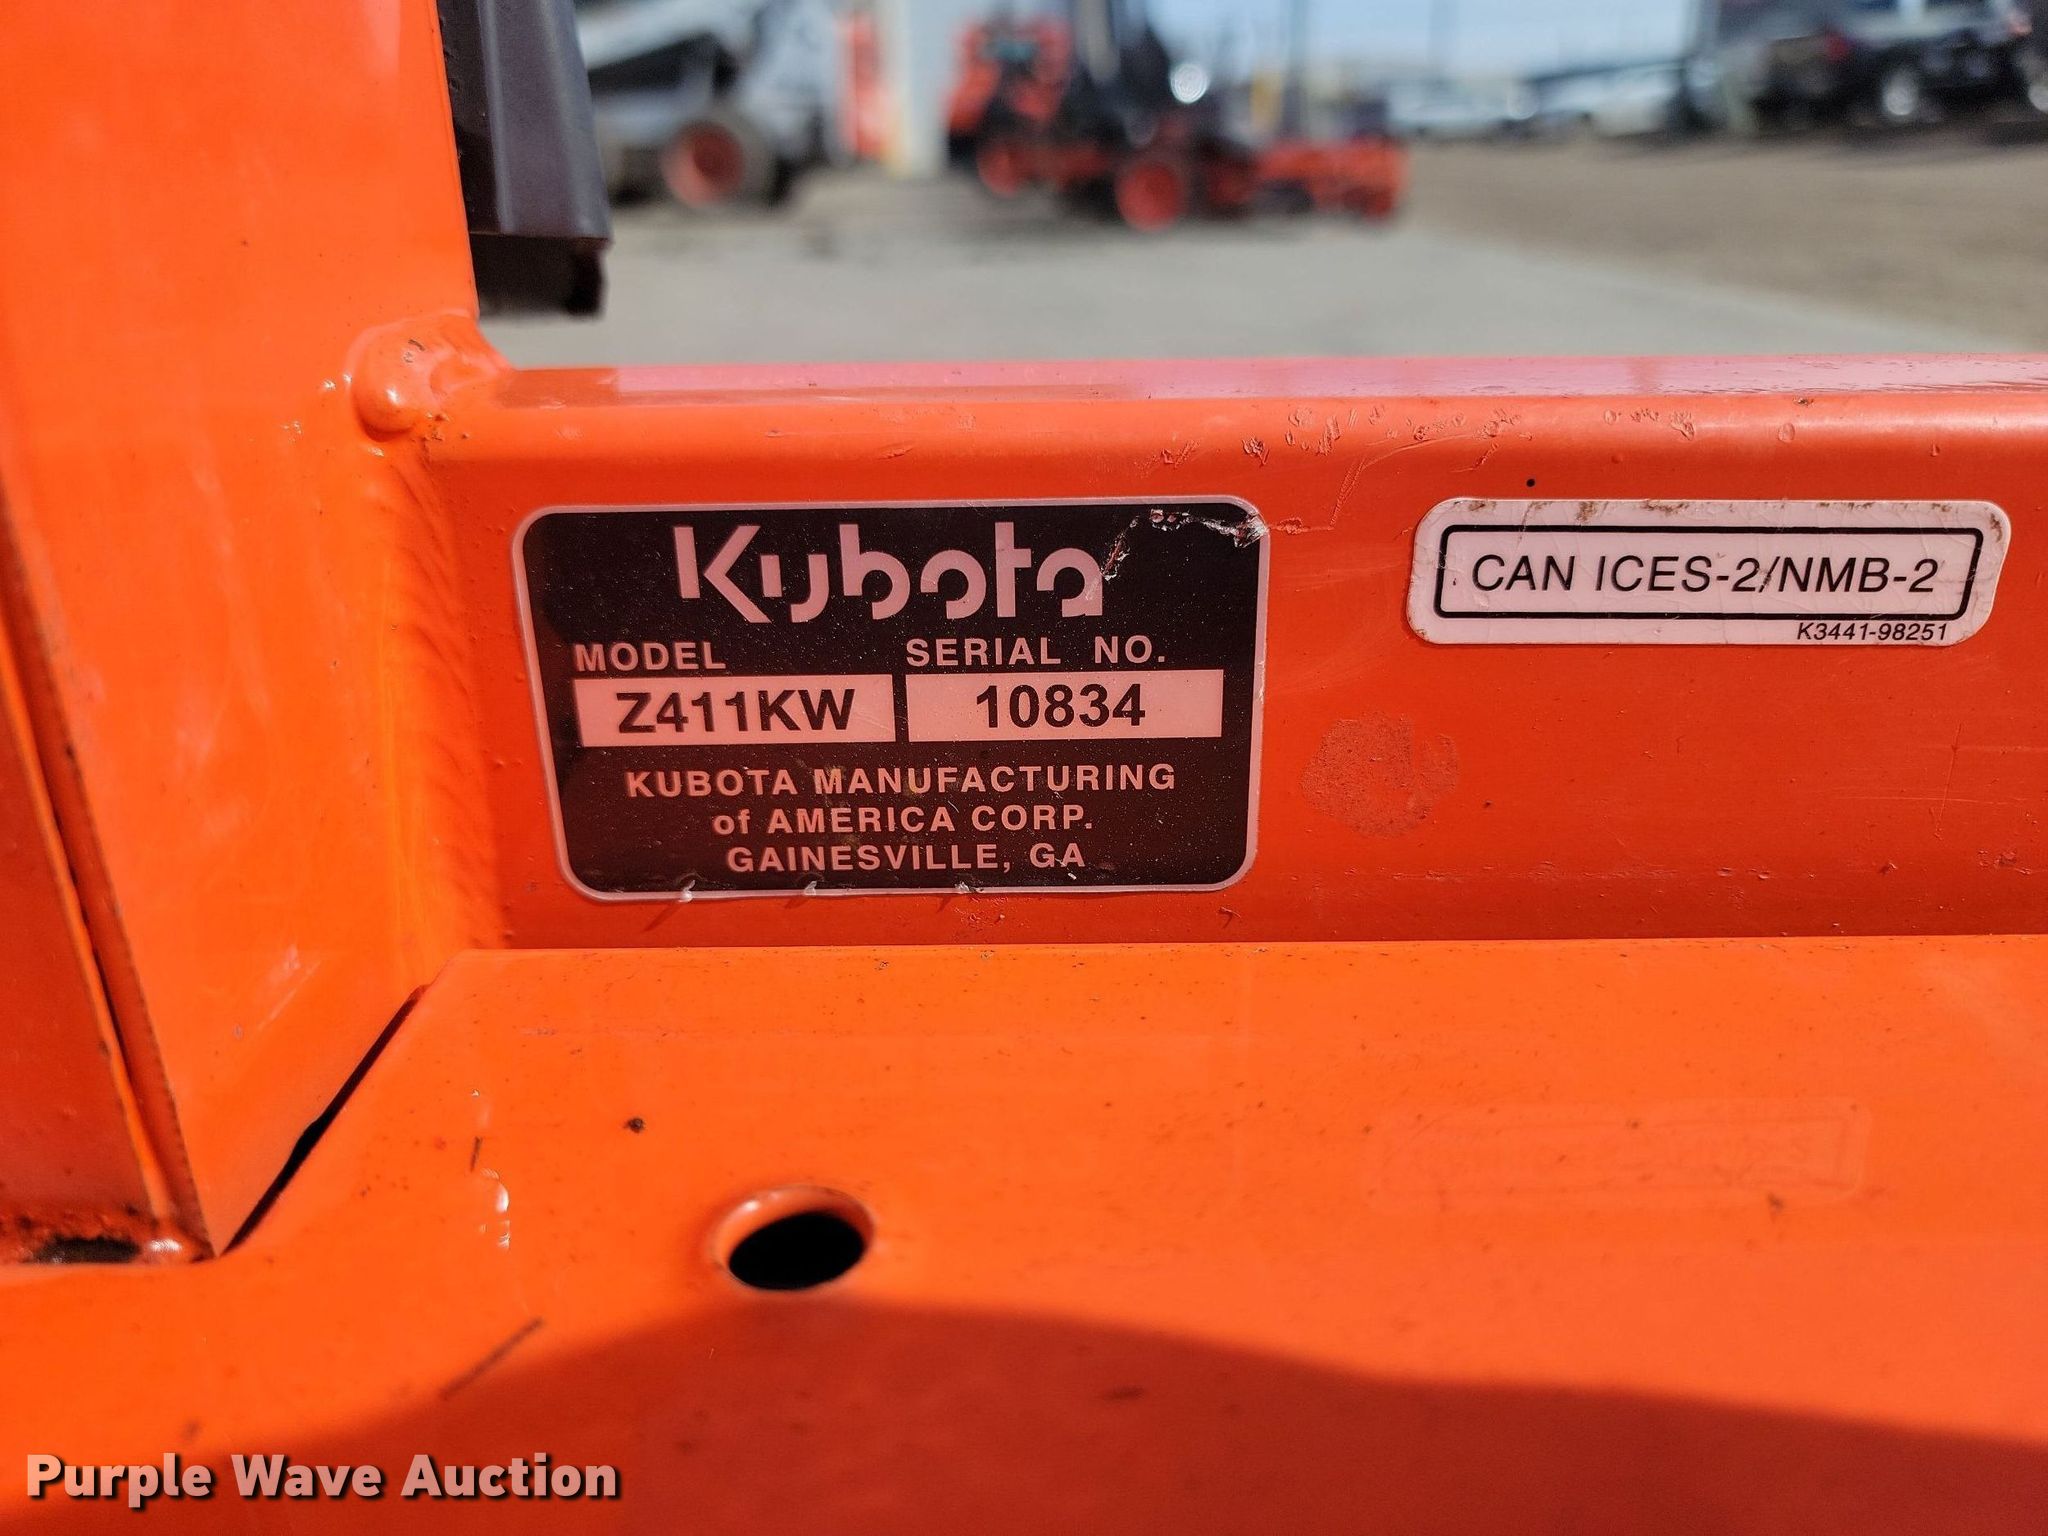 Kubota
MODEL SERIAL NO.
Z411KW 10834
KUBOTA MANUFACTURING
of AMERICA CORP.
GAINESVILLE, GA
CAN ICES-2/NMB-2
K3441-98251
Purple Wave Auction